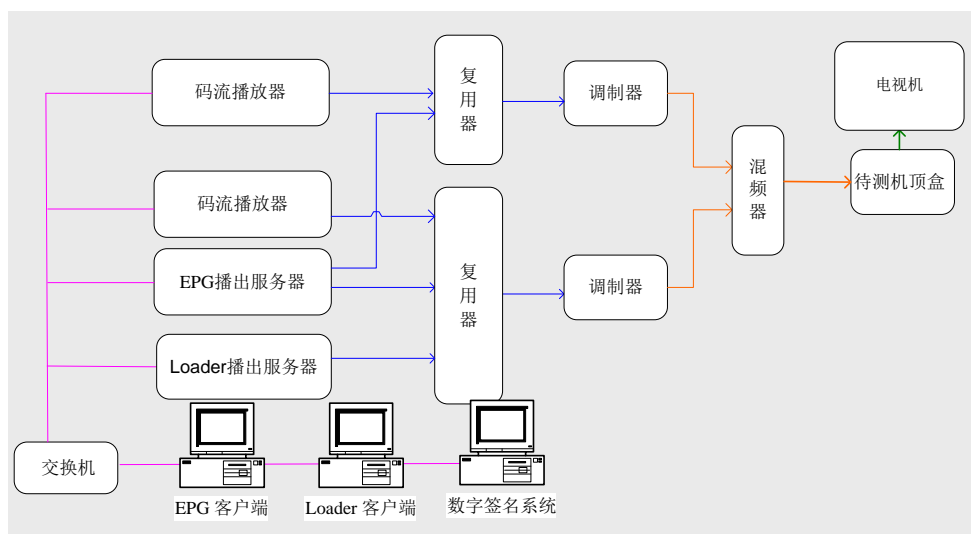 码流播放器
复用器
调制器
电视机
混频器
待测机顶盒
码流播放器
EPG播出服务器
复用器
调制器
Loader播出服务器
交换机
EPG 客户端
Loader 客户端
数字签名系统